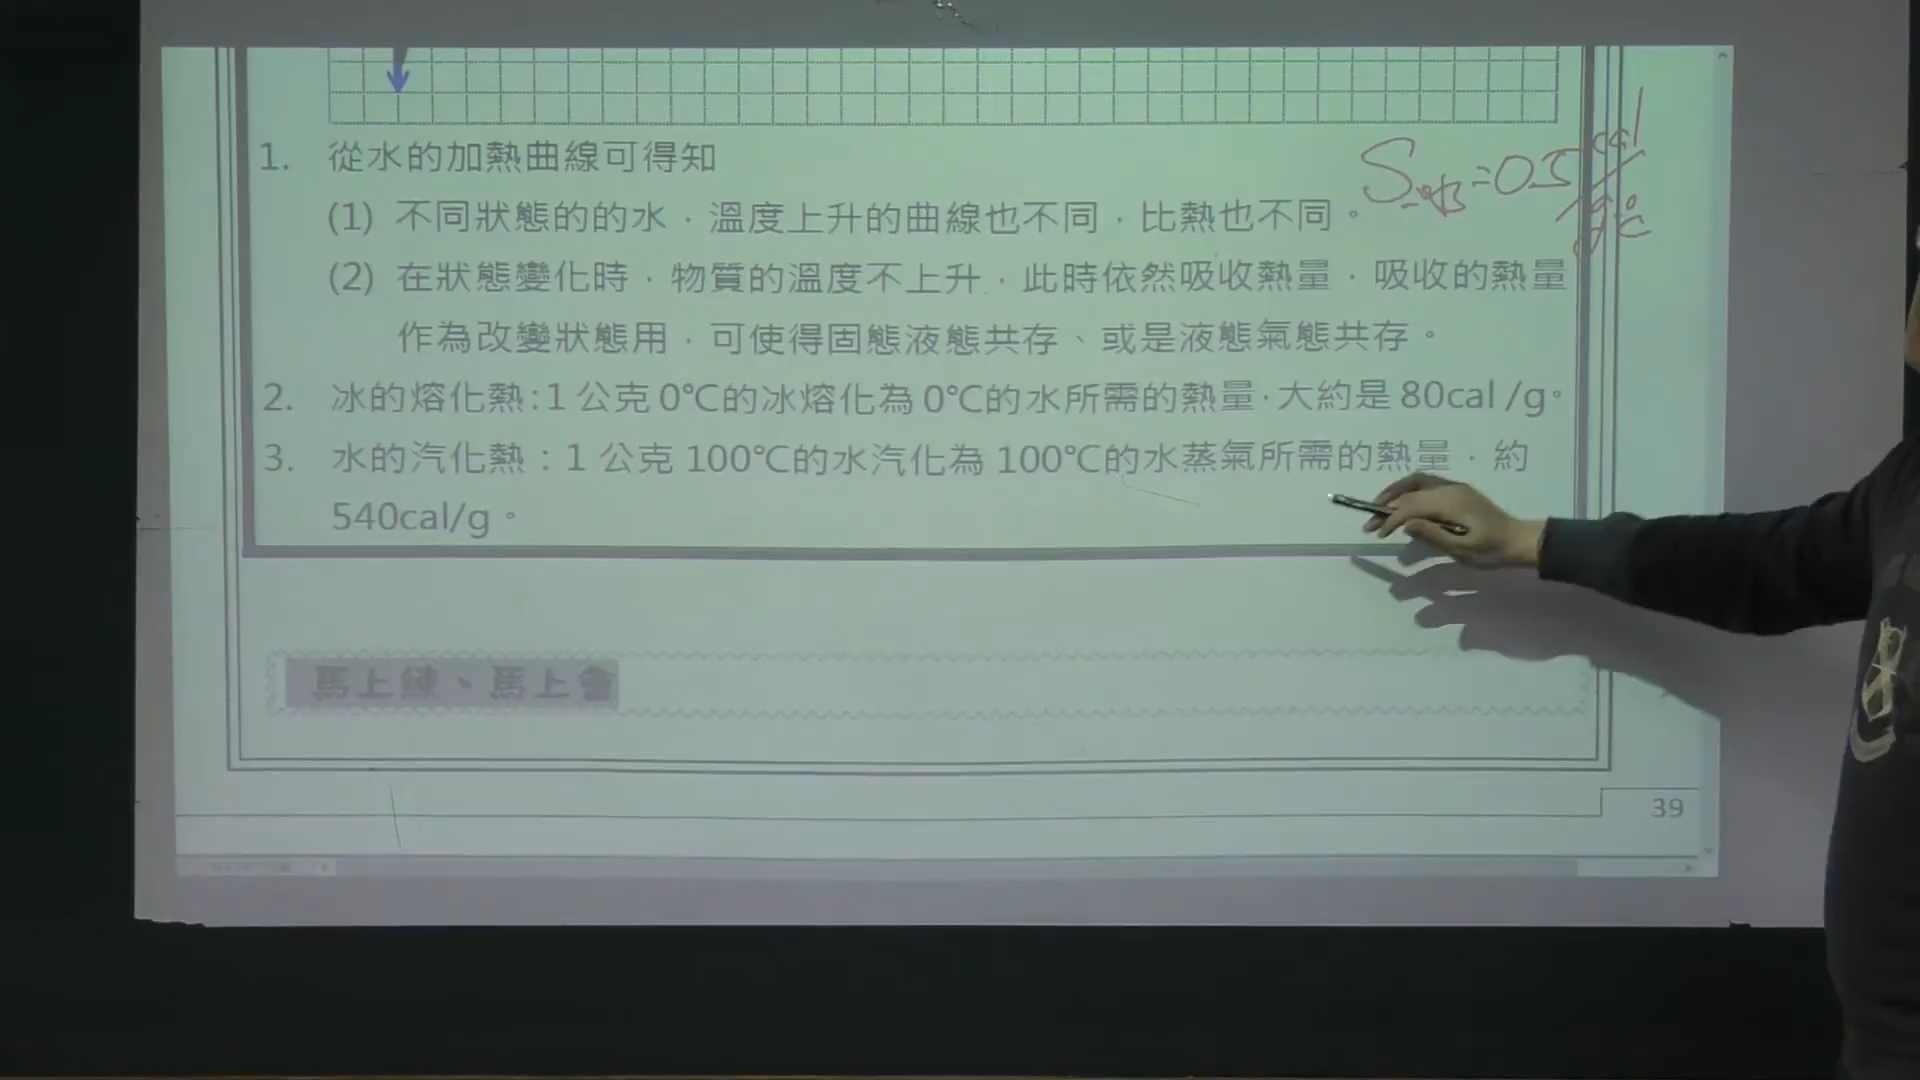 1. 從水的加熱曲線可得知
(1) 不同狀態的的水，溫度上升的曲線也不同，比熱也不同。
S冰=0.5 cal/g℃
(2) 在狀態變化時，物質的溫度不上升，此時依然吸收熱量，吸收的熱量
作為改變狀態用，可使得固態液態共存、或是液態氣態共存。
2. 冰的熔化熱:1 公克 0℃的冰熔化為 0℃的水所需的熱量，大約是 80cal /g。
3. 水的汽化熱：1 公克 100℃的水汽化為 100℃的水蒸氣所需的熱量，約
540cal/g。
馬上練、馬上會
39